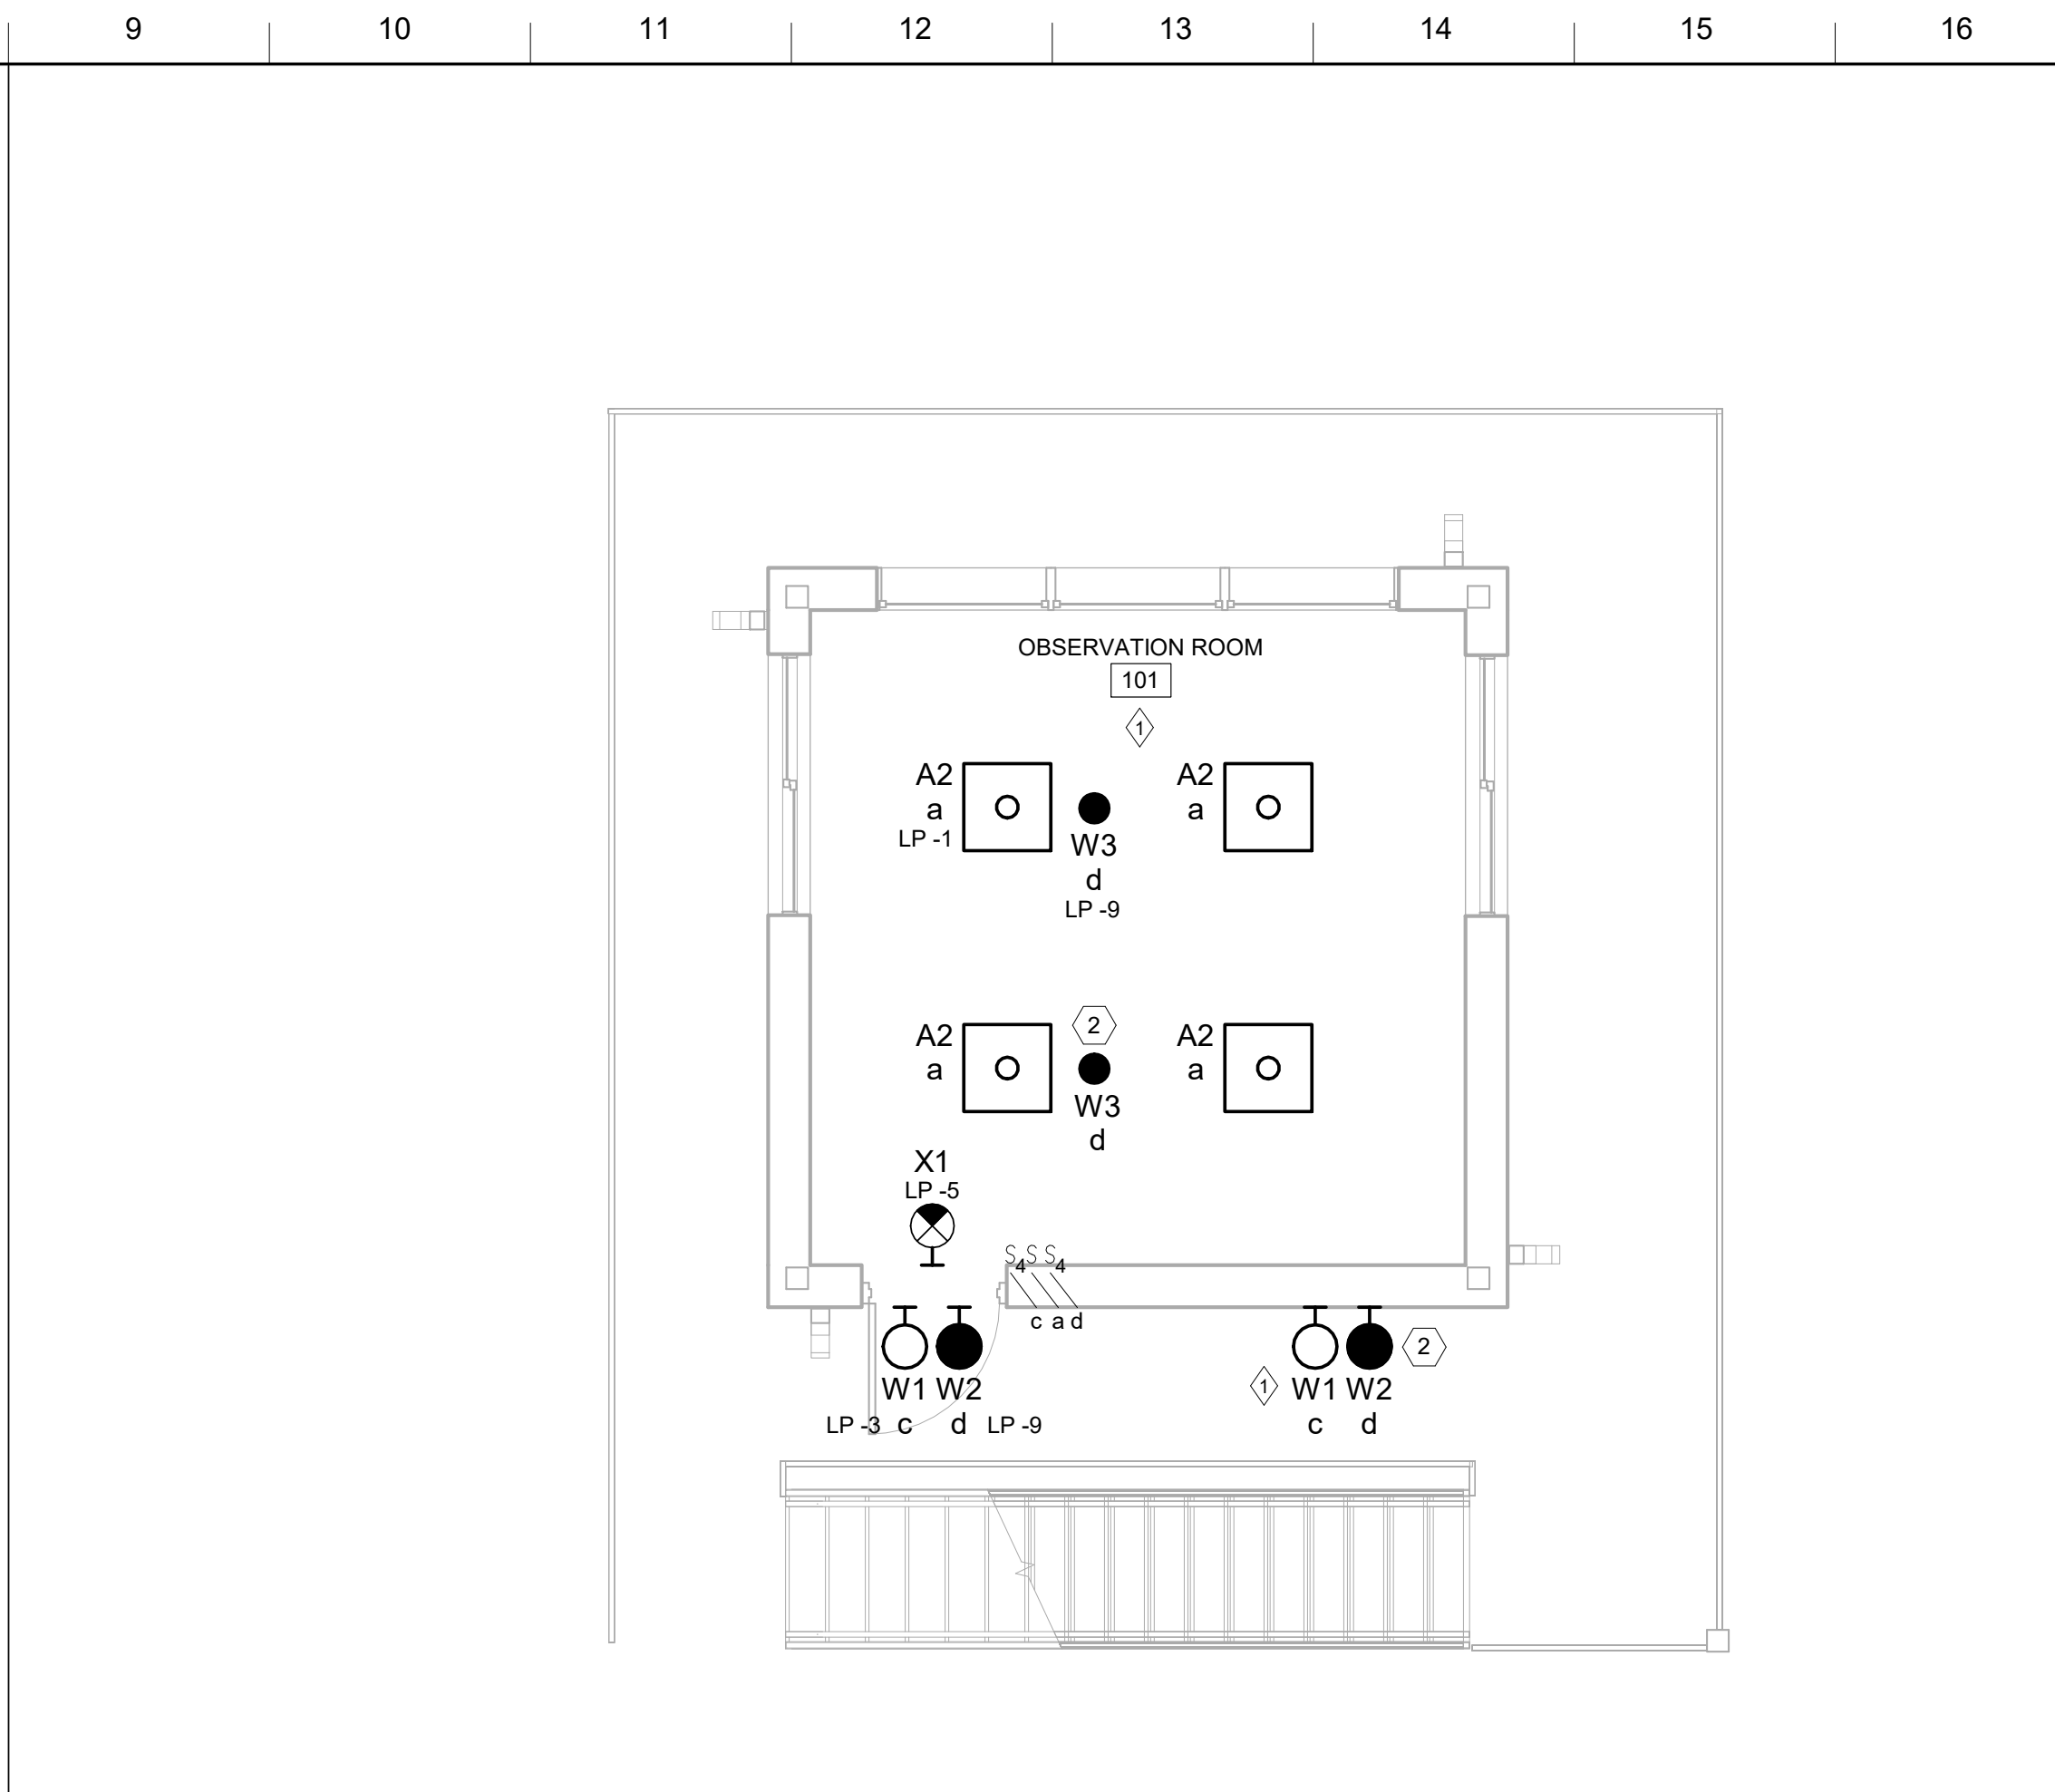 9 10 11 12 13 14 15 16
OBSERVATION ROOM
101
1
A2
a
LP -1
W3
d
LP -9
A2
a
A2
a
2
W3
d
A2
a
X1
LP -5
S4 S S4
c a d
W1 W2
LP -3 c d LP -9
1 W1 W2 2
c d